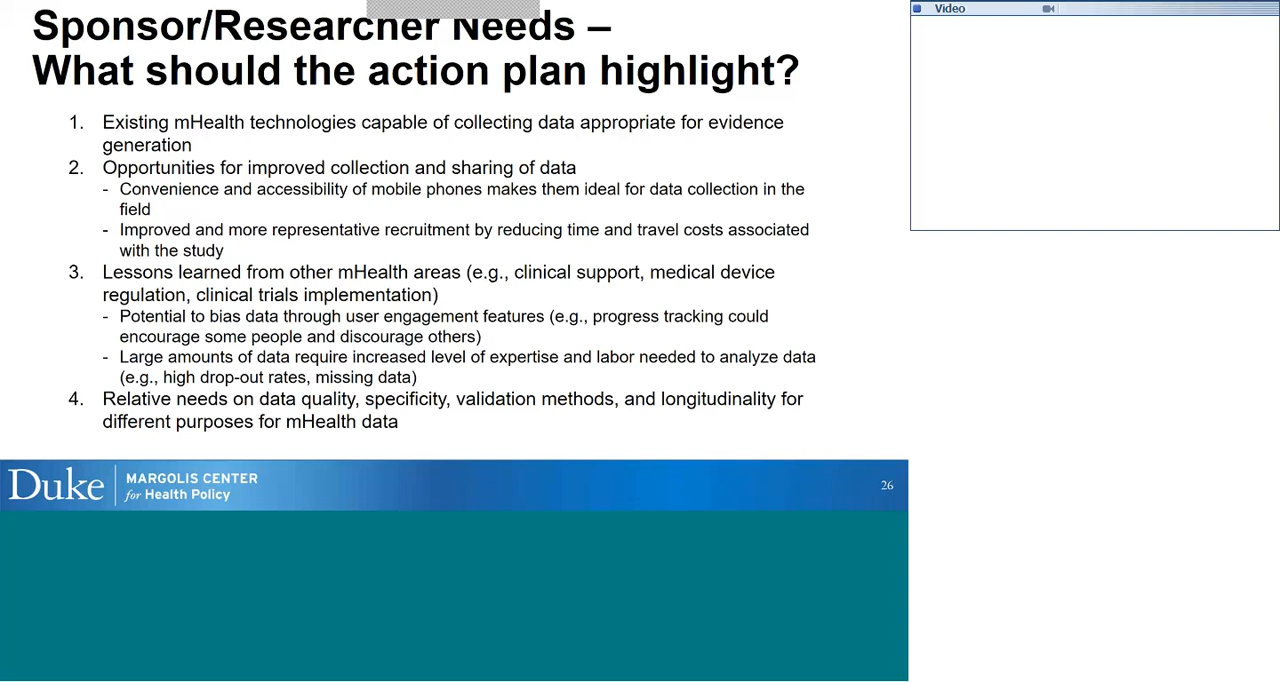 Sponsor/Researcher Needs –
What should the action plan highlight?
1. Existing mHealth technologies capable of collecting data appropriate for evidence
generation
2. Opportunities for improved collection and sharing of data
- Convenience and accessibility of mobile phones makes them ideal for data collection in the
field
- Improved and more representative recruitment by reducing time and travel costs associated
with the study
3. Lessons learned from other mHealth areas (e.g., clinical support, medical device
regulation, clinical trials implementation)
- Potential to bias data through user engagement features (e.g., progress tracking could
encourage some people and discourage others)
- Large amounts of data require increased level of expertise and labor needed to analyze data
(e.g., high drop-out rates, missing data)
4. Relative needs on data quality, specificity, validation methods, and longitudinality for
different purposes for mHealth data
Duke
MARGOLIS CENTER
for Health Policy
26
Video